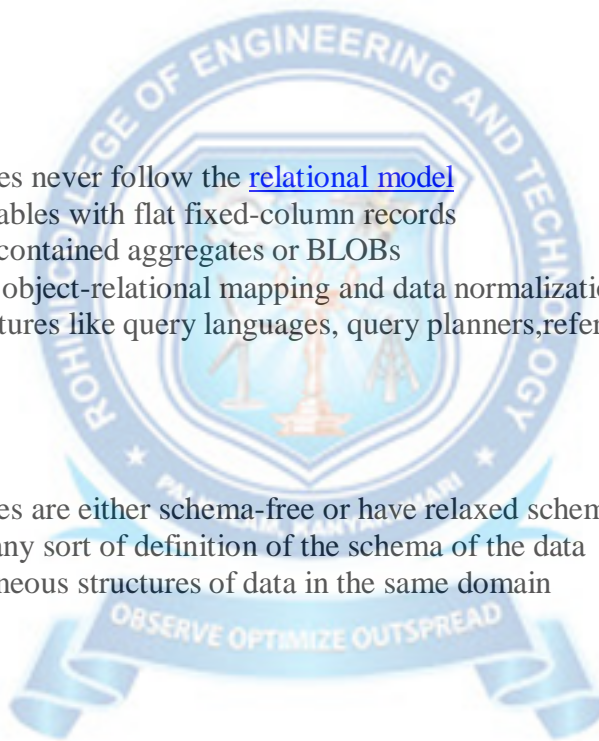 ROHINI COLLEGE OF ENGINEERING AND TECHNOLOGY
es never follow the relational model
ables with flat fixed-column records
contained aggregates or BLOBs
object-relational mapping and data normalizatio
tures like query languages, query planners,refer
es are either schema-free or have relaxed schem
any sort of definition of the schema of the data
neous structures of data in the same domain
KANYAKUMARI
OBSERVE OPTIMIZE OUTSPREAD